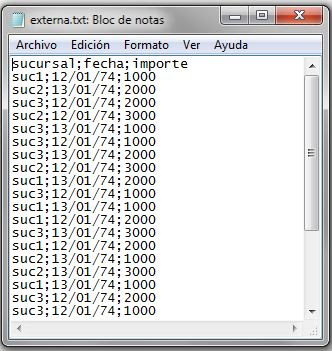 externa.txt: Bloc de notas
Archivo Edición Formato Ver Ayuda
sucursal;fecha;importe
suc1;12/01/74;1000
suc2;13/01/74;2000
suc3;12/01/74;2000
suc2;12/01/74;3000
suc3;13/01/74;1000
suc3;13/01/74;1000
suc3;12/01/74;2000
suc2;12/01/74;3000
suc1;13/01/74;2000
suc3;12/01/74;1000
suc1;13/01/74;1000
suc1;12/01/74;2000
suc3;13/01/74;3000
suc3;12/01/74;2000
suc2;13/01/74;1000
suc2;13/01/74;3000
suc1;13/01/74;1000
suc3;12/01/74;2000
suc3;12/01/74;1000